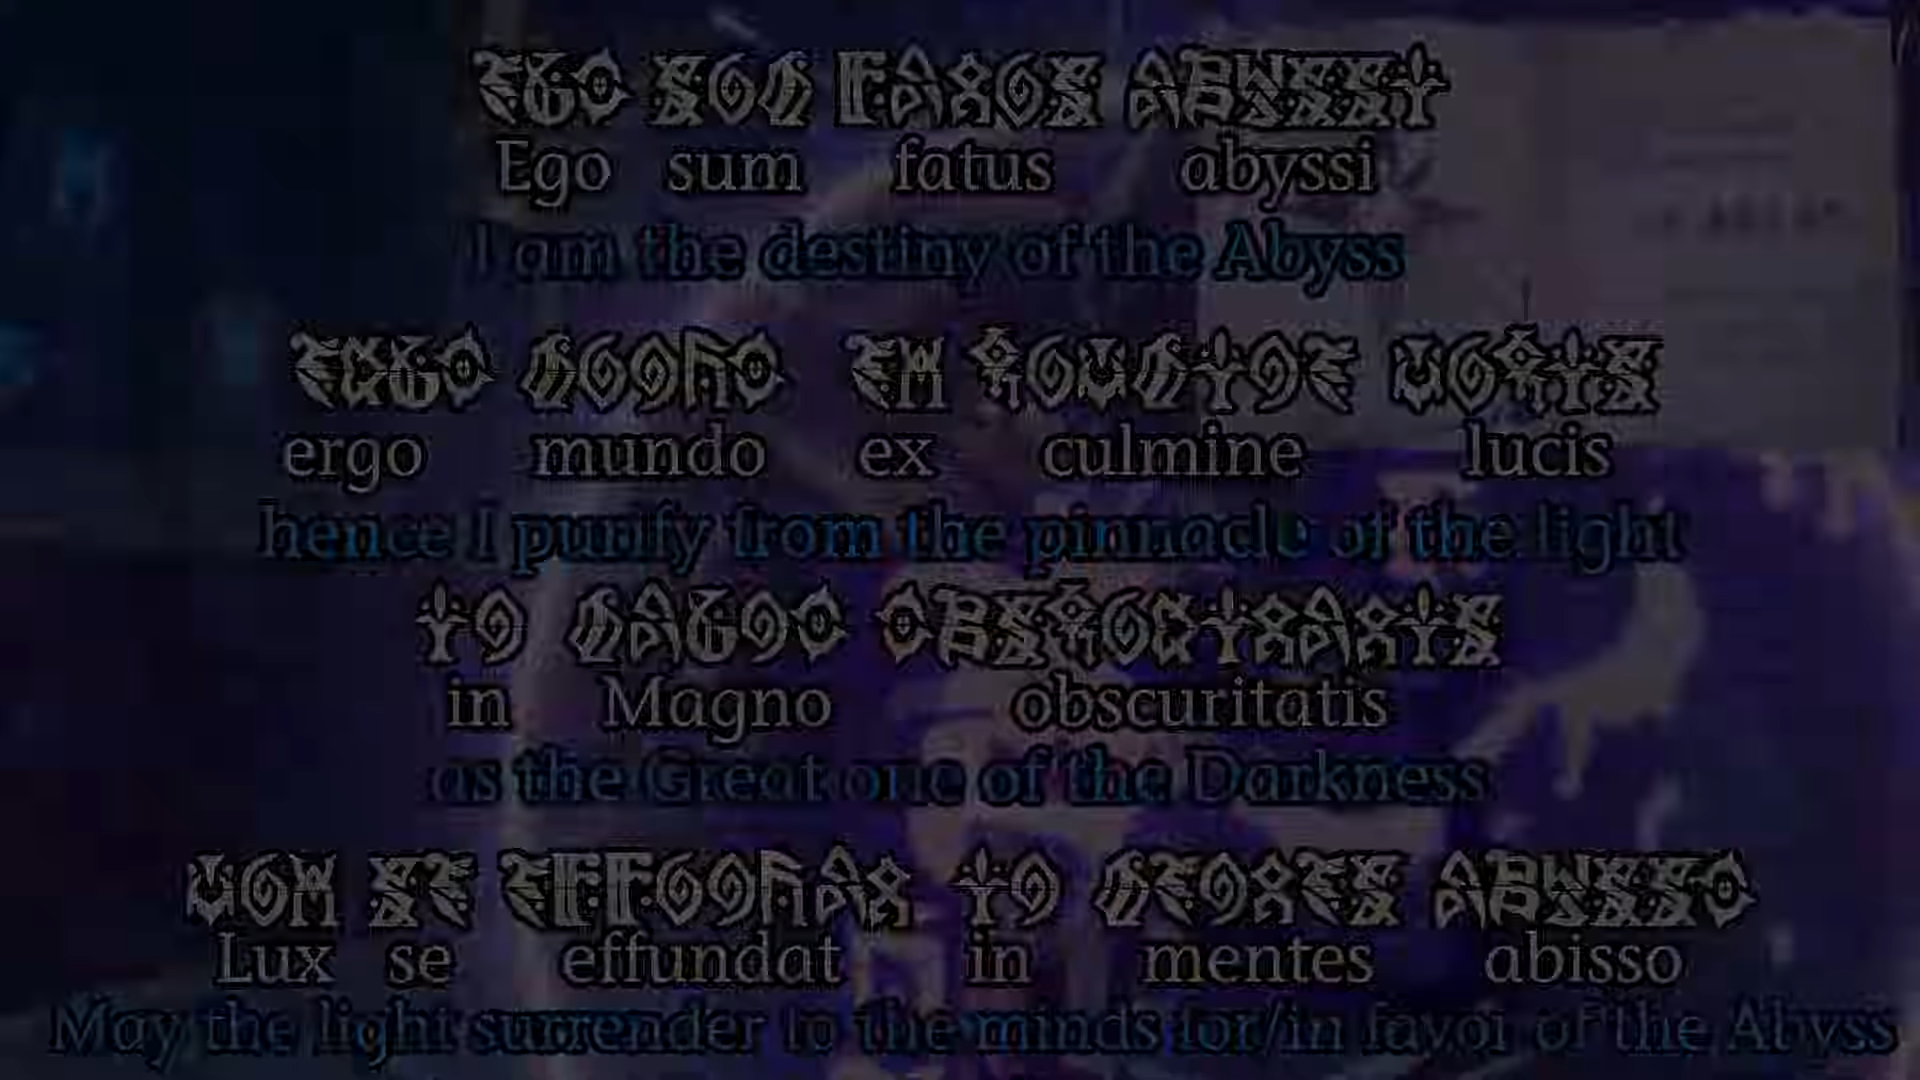 Ego sum fatus abyssi
I am the destiny of the Abyss
ergo mundo ex culmine lucis
hence I purify from the pinnacle of the light
in Magno obscuritatis
as the Great one of the Darkness
Lux se effundat in mentes abisso
May the light surrender to the minds for/in favor of the Abyss